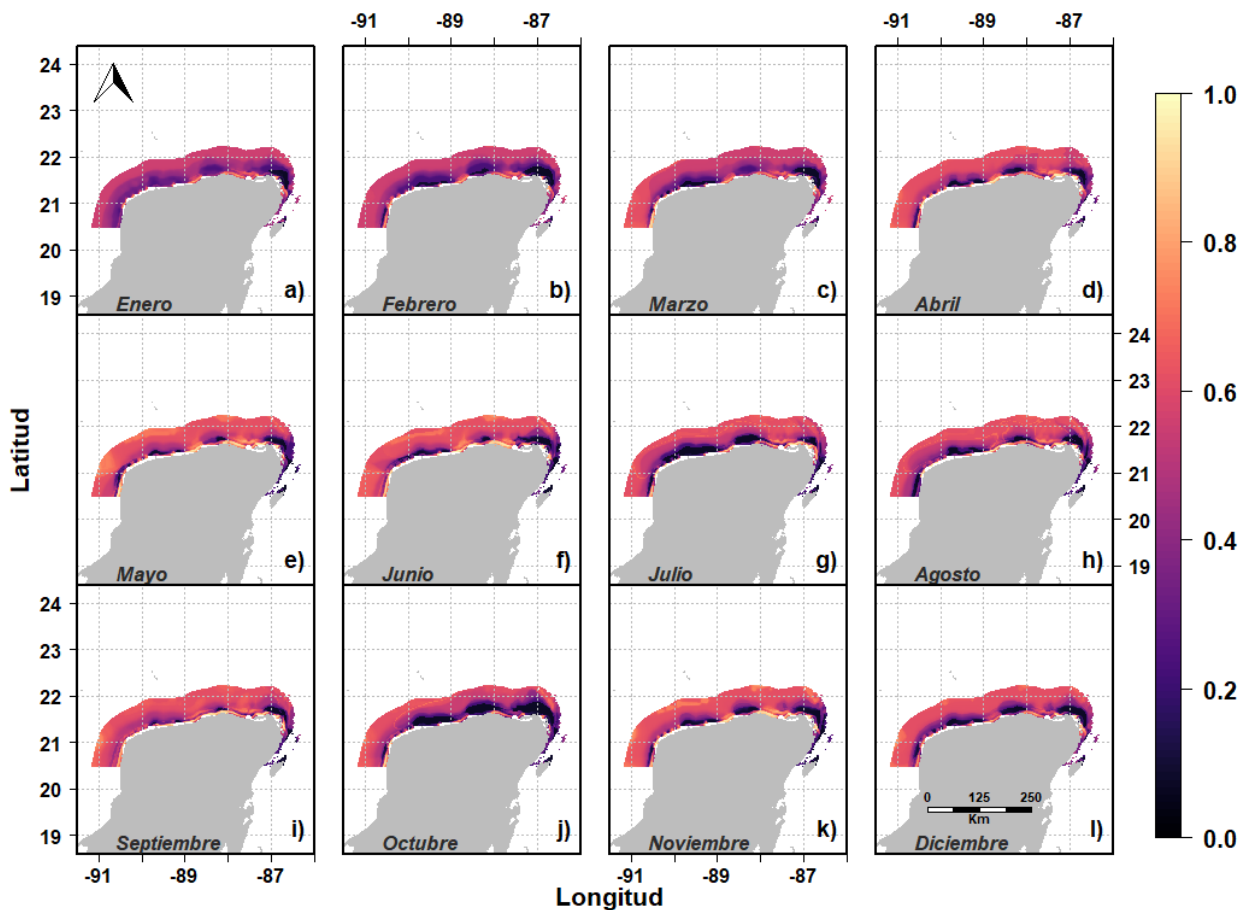 -91 -89 -87 -91 -89 -87
24
23
22
21
20
19
Enero a)
Febrero b)
Marzo c)
Abril d)
1.0
0.8
0.6
0.4
0.2
0.0
Latitud
Mayo e)
Junio f)
Julio g)
Agosto h)
24
23
22
21
20
19
24
23
22
21
20
19
Septiembre i)
Octubre j)
Noviembre k)
0 125 250
Km
Diciembre l)
-91 -89 -87 -91 -89 -87
Longitud